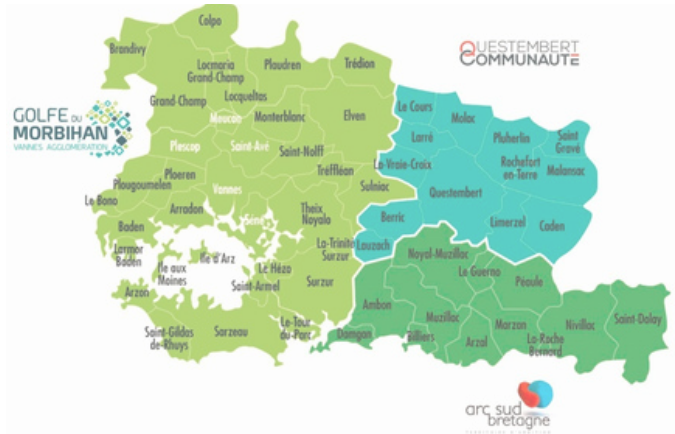 Colpo
Brandivy
Locmaria
Grand-Champ
Plaudren
Trédion
QUESTEMBERT
COMMUNAUTÉ
Grand-Champ
Locqueltas
Meucon
Monterblanc
Elven
Le Cours
Molac
GOLFE DU
MORBIHAN
VANNES AGGLOMERATION
Plescop
Saint-Avé
Saint-Nolff
Larré
Pluherlin
Saint
Gravé
La Vraie-Croix
Rochefort
en-Terre
Malansac
Ploeren
Tréffléan
Plougoumelen
Vannes
Sulniac
Questembert
Le Bono
Arradon
Séné
Theix
Noyalo
Berric
Limerzel
Caden
Baden
Larmor
Baden
Ile aux
Moines
Ile d'Arz
La-Trinité
Surzur
Lauzach
Noyal-Muzillac
Le Hézo
Le Guerno
Saint-Armel
Surzur
Péaule
Arzon
Ambon
Saint-Gildas
de-Rhuys
Sarzeau
Le-Tour
du-Parc
Damgan
Muzillac
Billiers
Arzal
Marzan
La-Roche
Bernard
Nivillac
Saint-Dolay
arc sud
bretagne